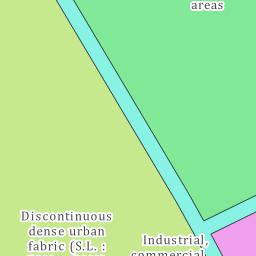 areas
Discontinuous
dense urban
fabric (S.L. :
Industrial,
commercial,